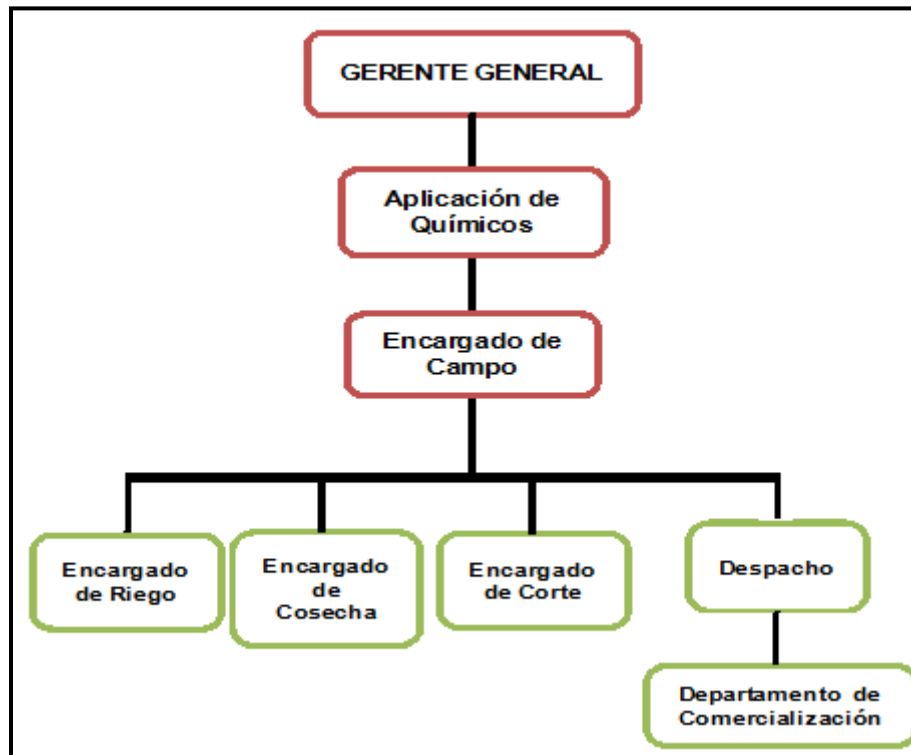 GERENTE GENERAL
Aplicación de
Químicos
Encargado de
Campo
Encargado
de Riego
Encargado
de
Cosecha
Encargado
de Corte
Despacho
Departamento de
Comercialización